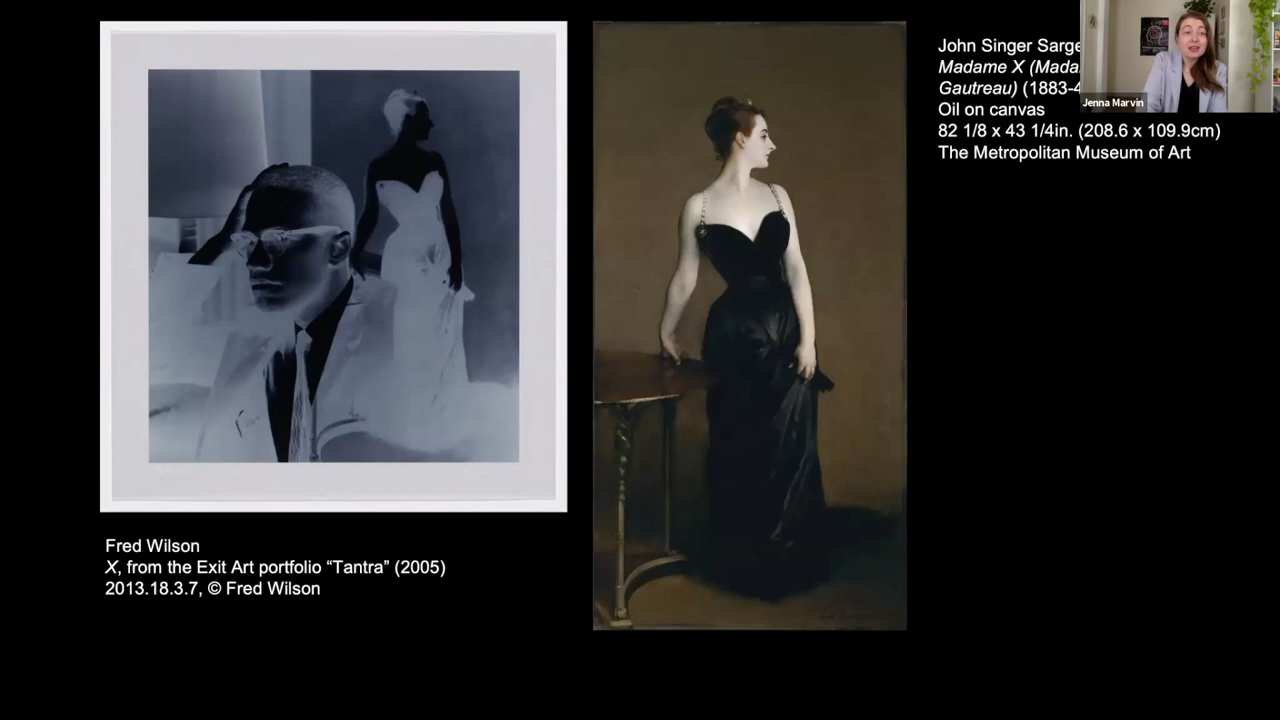 John Singer Sarge
Madame X (Mada
Gautreau) (1883-4
Oil on canvas
82 1/8 x 43 1/4in. (208.6 x 109.9cm)
The Metropolitan Museum of Art
Jenna Marvin
Fred Wilson
X, from the Exit Art portfolio “Tantra” (2005)
2013.18.3.7, © Fred Wilson